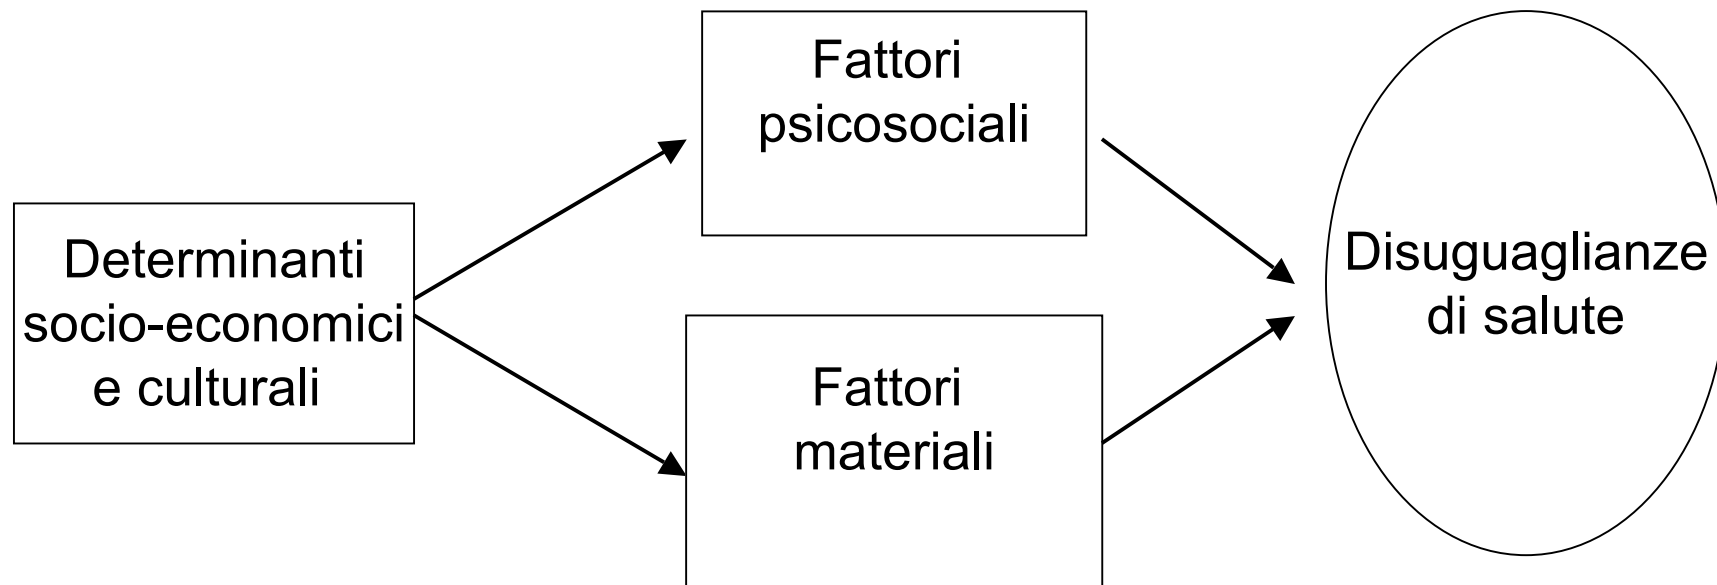 Fattori
psicosociali
Determinanti
socio-economici
e culturali
Fattori
materiali
Disuguaglianze
di salute